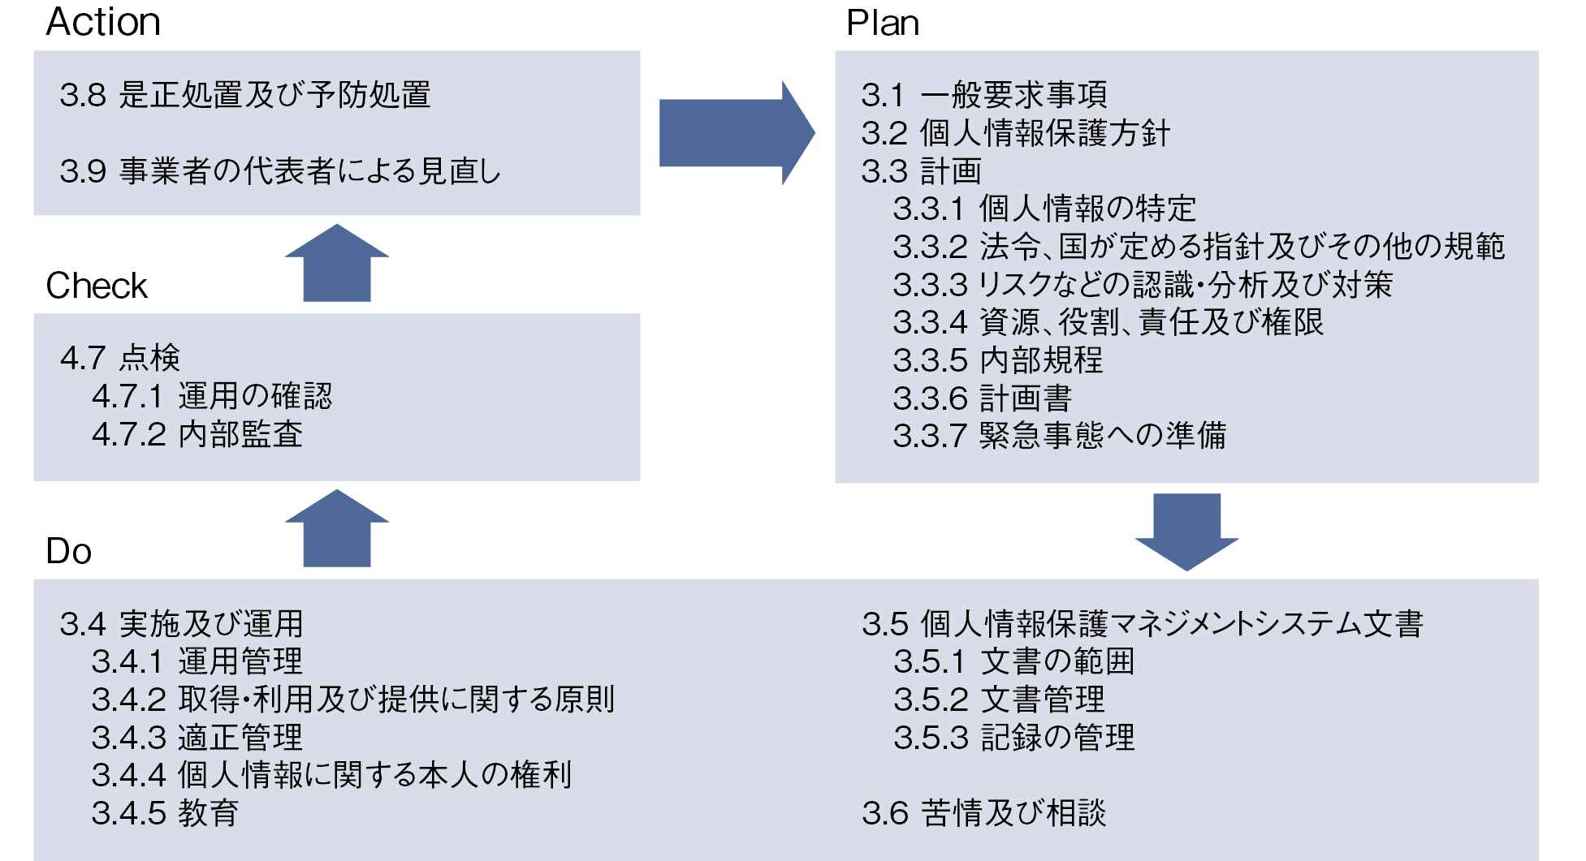 Action
3.8 是正処置及び予防処置
3.9 事業者の代表者による見直し
Plan
3.1 一般要求事項
3.2 個人情報保護方針
3.3 計画
3.3.1 個人情報の特定
3.3.2 法令、国が定める指針及びその他の規範
3.3.3 リスクなどの認識・分析及び対策
3.3.4 資源、役割、責任及び権限
3.3.5 内部規程
3.3.6 計画書
3.3.7 緊急事態への準備
Check
4.7 点検
4.7.1 運用の確認
4.7.2 内部監査
Do
3.4 実施及び運用
3.4.1 運用管理
3.4.2 取得・利用及び提供に関する原則
3.4.3 適正管理
3.4.4 個人情報に関する本人の権利
3.4.5 教育
3.5 個人情報保護マネジメントシステム文書
3.5.1 文書の範囲
3.5.2 文書管理
3.5.3 記録の管理
3.6 苦情及び相談